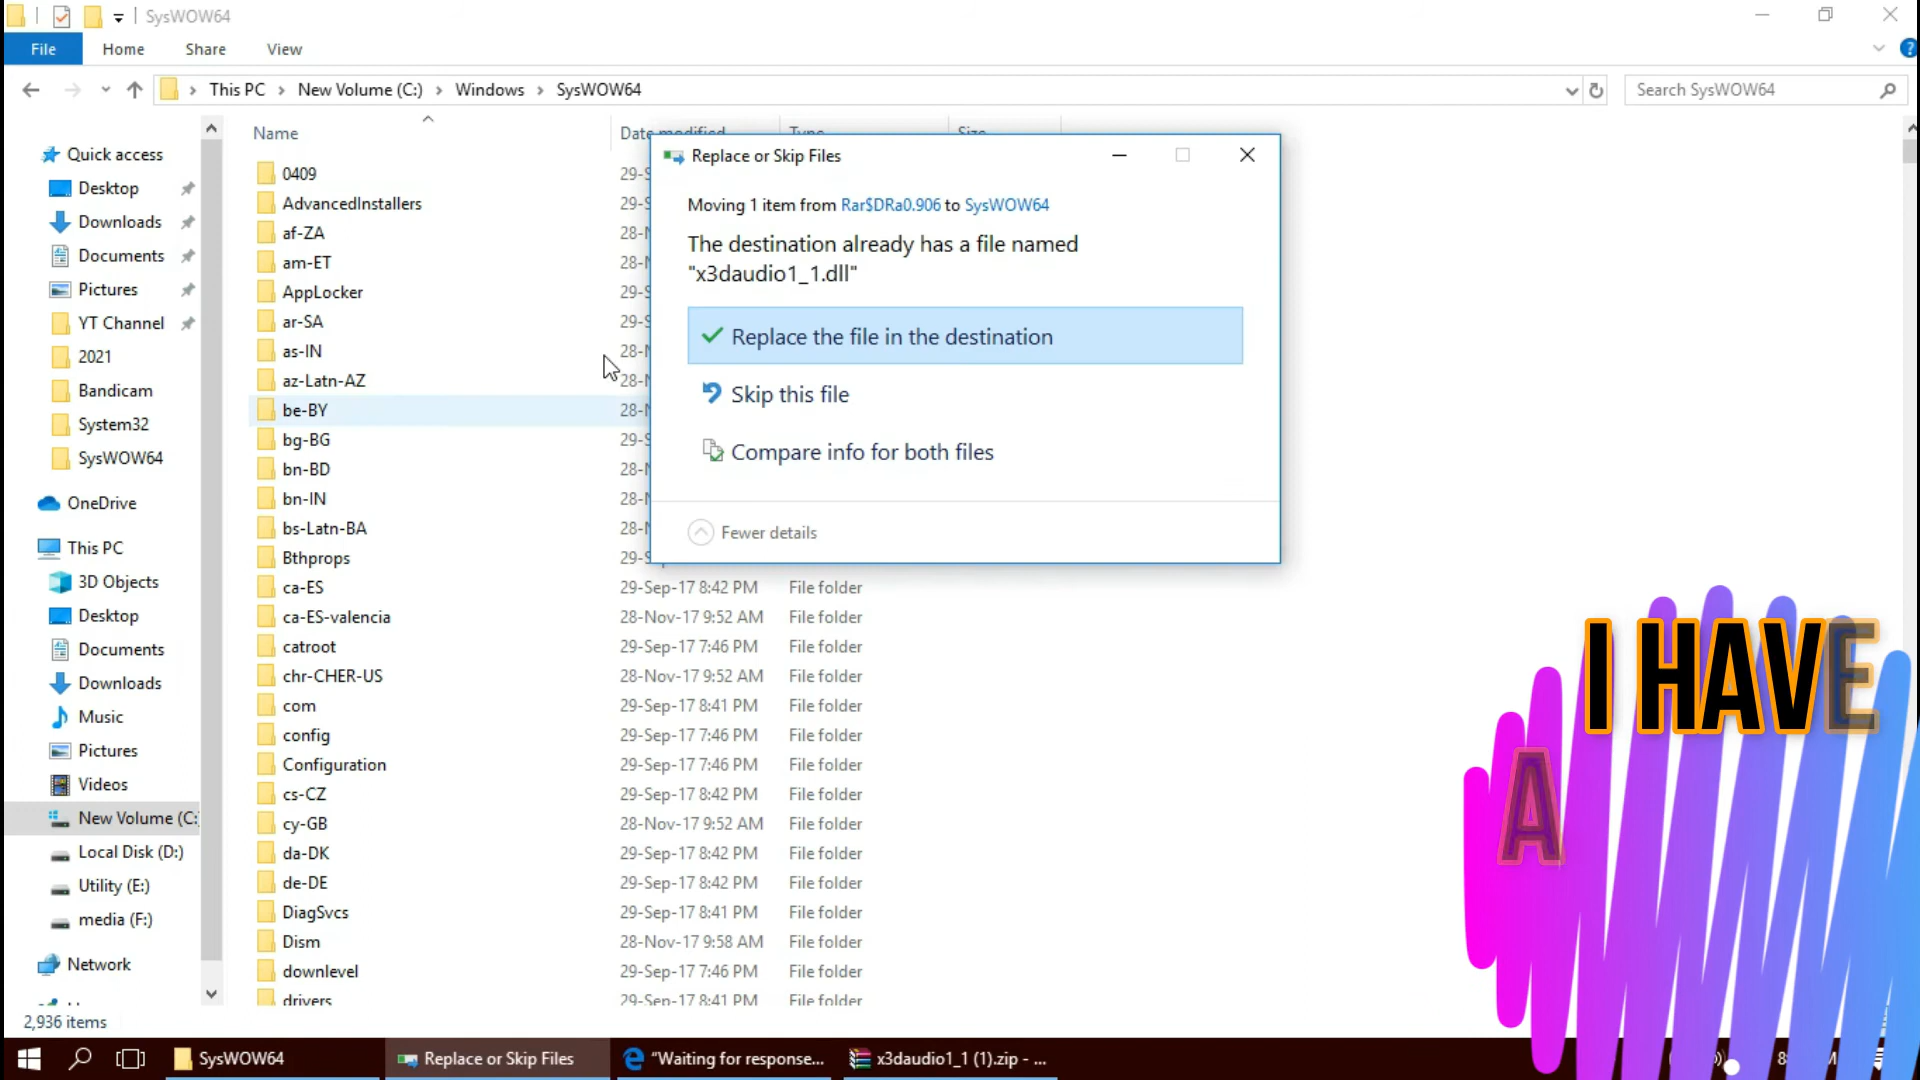 SysWOW64
File Home Share View
This PC New Volume (C:) Windows SysWOW64
Search SysWOW64
Quick access
Desktop
Downloads
Documents
Pictures
YT Channel
2021
Bandicam
System32
SysWOW64
OneDrive
This PC
3D Objects
Desktop
Documents
Downloads
Music
Pictures
Videos
New Volume (C:
Local Disk (D:)
Utility (E:)
media (F:)
Network
Name Date modified Type Size
0409 29-S
AdvancedInstallers 29-S
af-ZA 28-N
am-ET 28-N
AppLocker 29-S
ar-SA 29-S
as-IN 28-N
az-Latn-AZ 28-N
be-BY 28-N
bg-BG 29-S
bn-BD 28-N
bn-IN 28-N
bs-Latn-BA 28-N
Bthprops 29-S
ca-ES 29-Sep-17 8:42 PM File folder
ca-ES-valencia 28-Nov-17 9:52 AM File folder
catroot 29-Sep-17 7:46 PM File folder
chr-CHER-US 28-Nov-17 9:52 AM File folder
com 29-Sep-17 8:41 PM File folder
config 29-Sep-17 7:46 PM File folder
Configuration 29-Sep-17 7:46 PM File folder
cs-CZ 29-Sep-17 8:42 PM File folder
cy-GB 28-Nov-17 9:52 AM File folder
da-DK 29-Sep-17 8:42 PM File folder
de-DE 29-Sep-17 8:42 PM File folder
DiagSvcs 29-Sep-17 8:41 PM File folder
Dism 28-Nov-17 9:58 AM File folder
downlevel 29-Sep-17 7:46 PM File folder
drivers 29-Sep-17 8:41 PM File folder
Replace or Skip Files
Moving 1 item from Rar$DRa0.906 to SysWOW64
The destination already has a file named
"x3daudio1_1.dll"
Replace the file in the destination
Skip this file
Compare info for both files
Fewer details
I HAVE
A
2,936 items
SysWOW64
Replace or Skip Files
"Waiting for response...
x3daudio1_1 (1).zip - ...